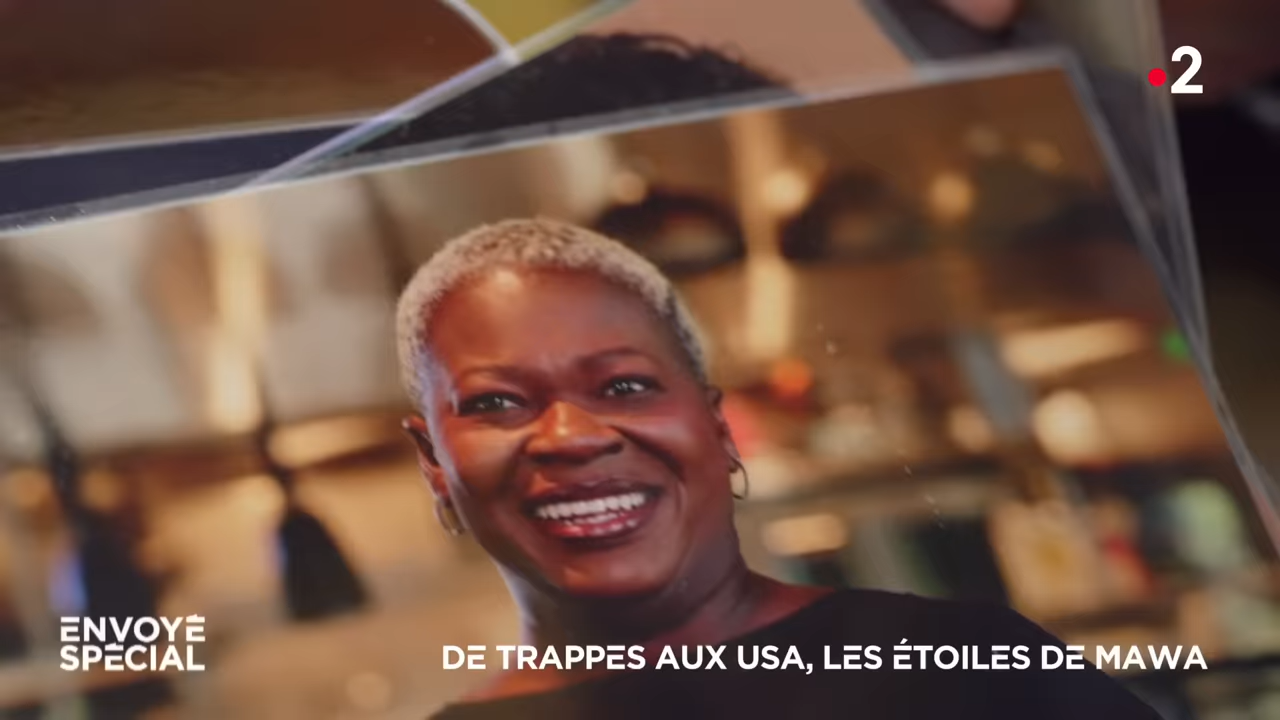 2
ENVOYÉ
SPÉCIAL
DE TRAPPES AUX USA, LES ÉTOILES DE MAWA